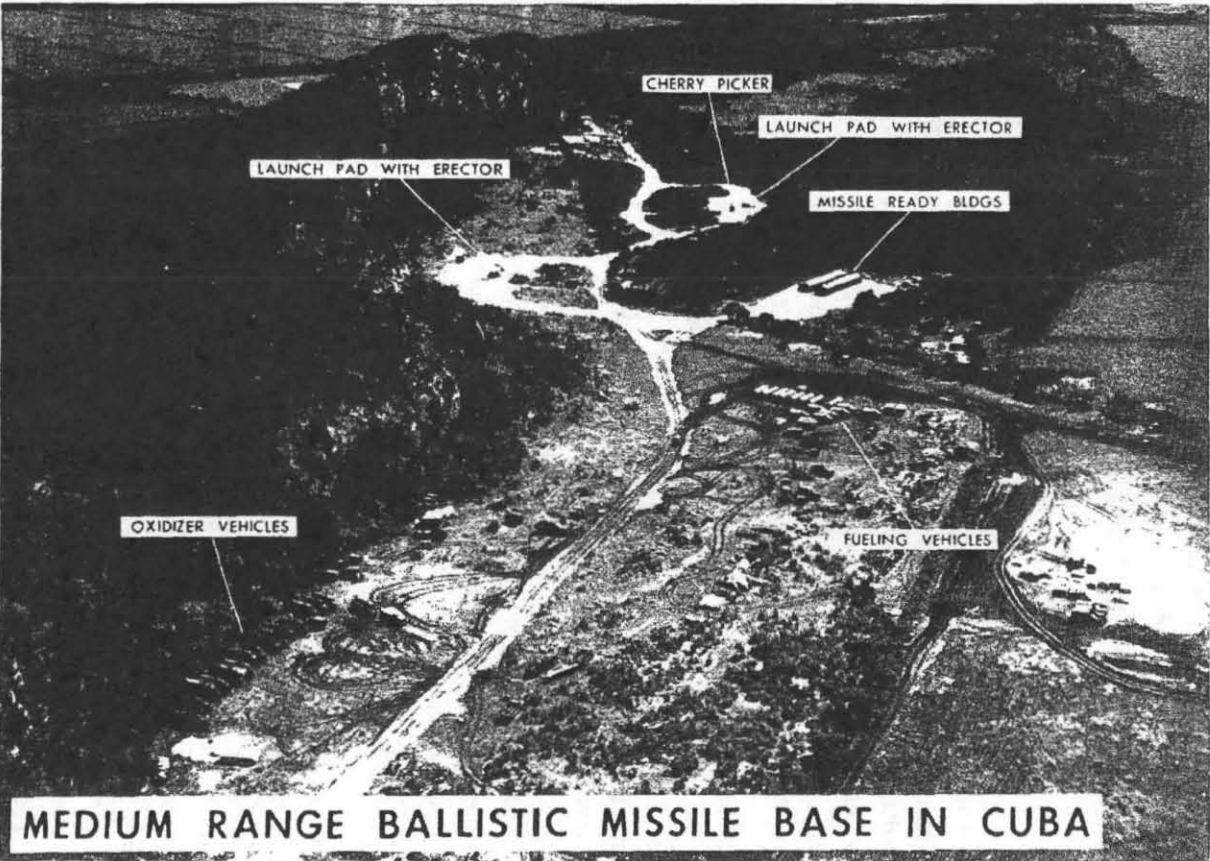 CHERRY PICKER
LAUNCH PAD WITH ERECTOR
LAUNCH PAD WITH ERECTOR
MISSILE READY BLDGS
OXIDIZER VEHICLES
FUELING VEHICLES
MEDIUM RANGE BALLISTIC MISSILE BASE IN CUBA